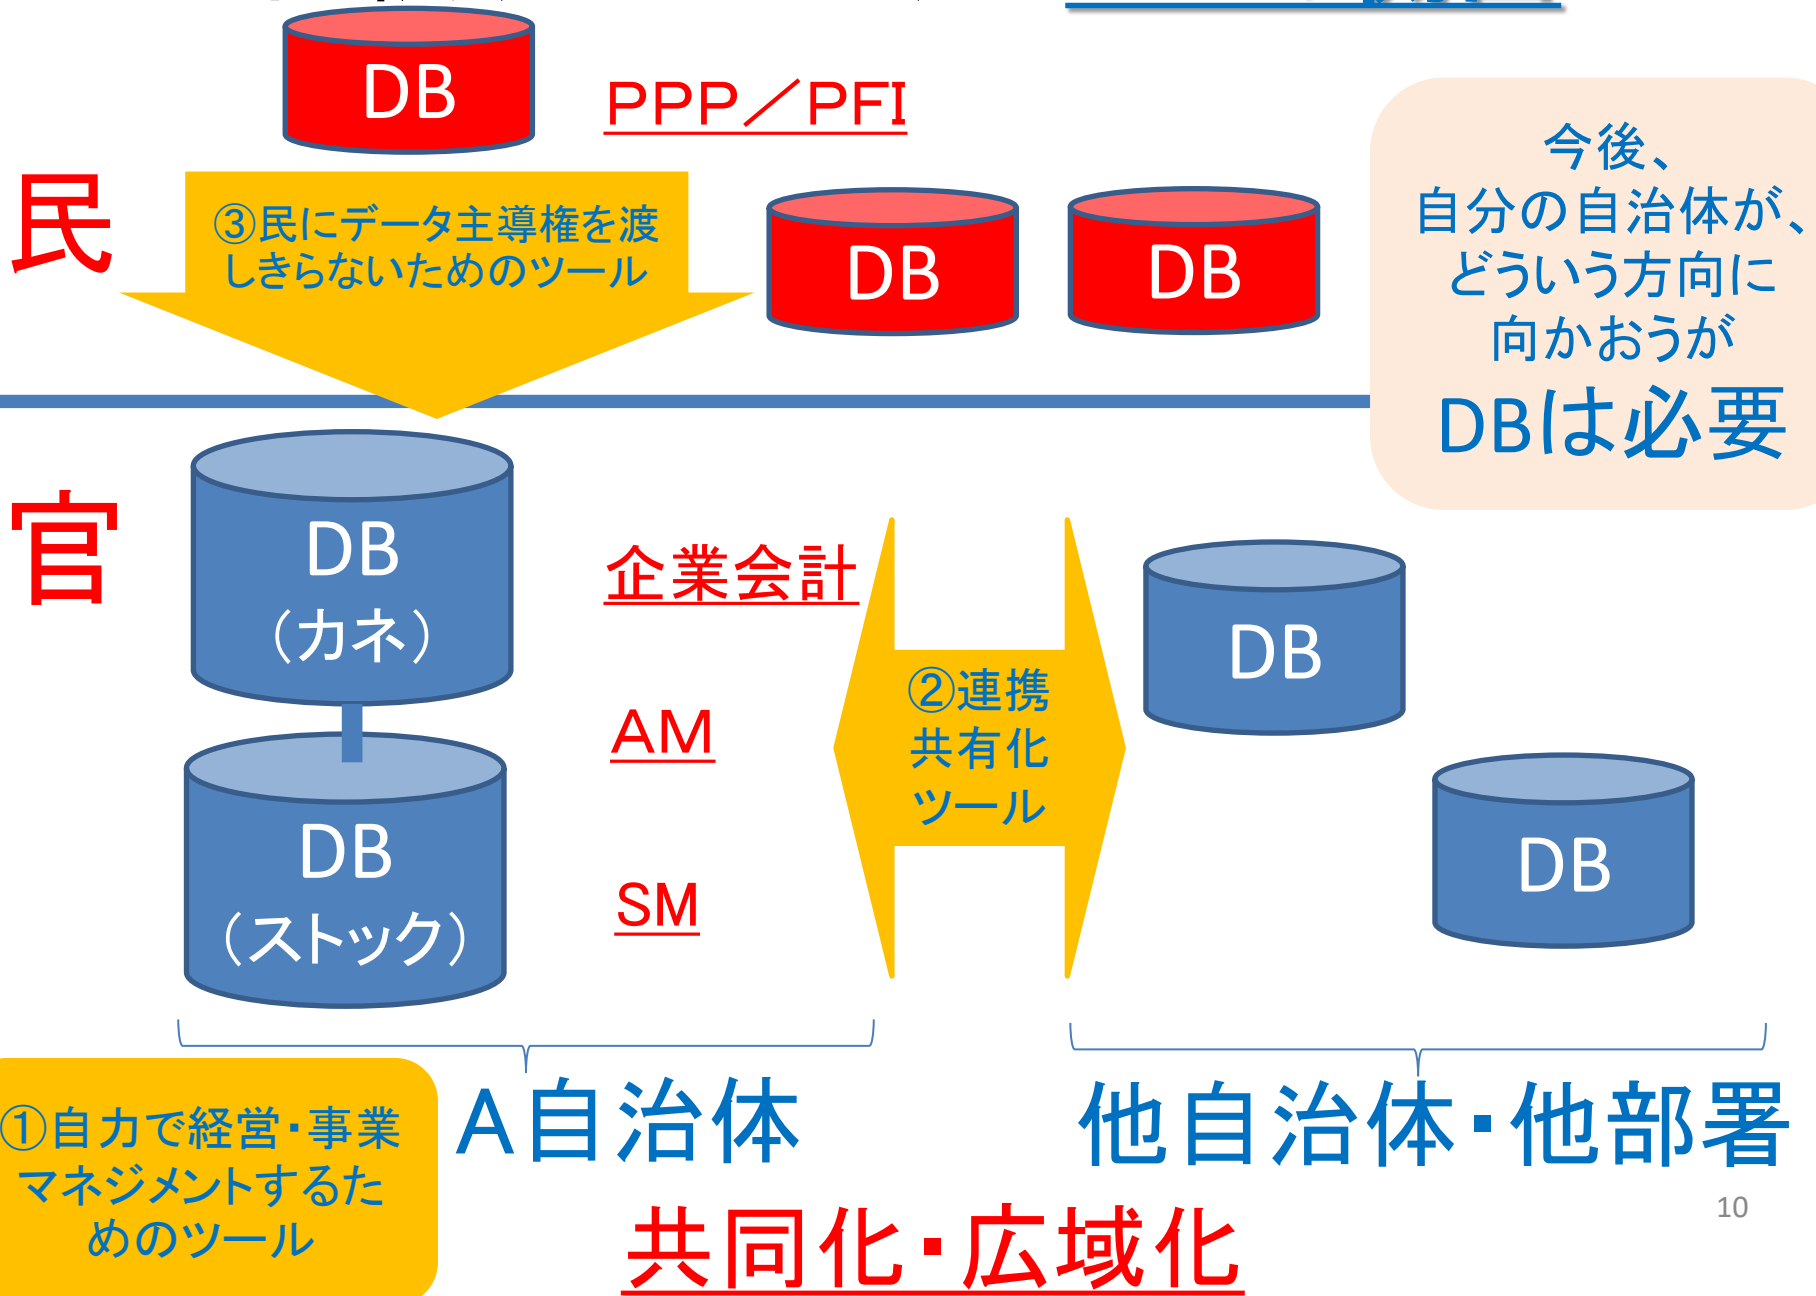 DB
ＰＰＰ／ＰＦＩ
民
③民にデータ主導権を渡
しきらないためのツール
DB
DB
今後、
自分の自治体が、
どういう方向に
向かおうが
DBは必要
官
DB
（カネ）
企業会計
ＡＭ
ＳＭ
②連携
共有化
ツール
DB
DB
DB
（ストック）
A自治体
他自治体・他部署
①自力で経営・事業
マネジメントするた
めのツール
共同化・広域化
10